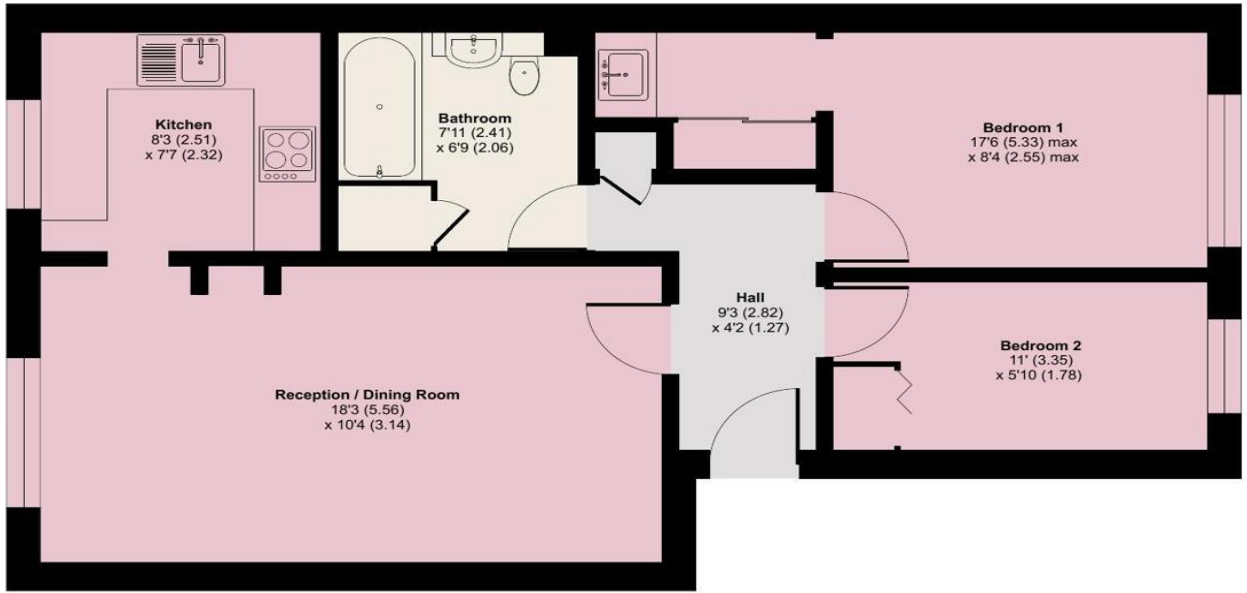 Kitchen
8'3 (2.51)
x 7'7 (2.32)
Bathroom
7'11 (2.41)
x 6'9 (2.06)
Bedroom 1
17'6 (5.33) max
x 8'4 (2.55) max
Hall
9'3 (2.82)
x 4'2 (1.27)
Bedroom 2
11' (3.35)
x 5'10 (1.78)
Reception / Dining Room
18'3 (5.56)
x 10'4 (3.14)